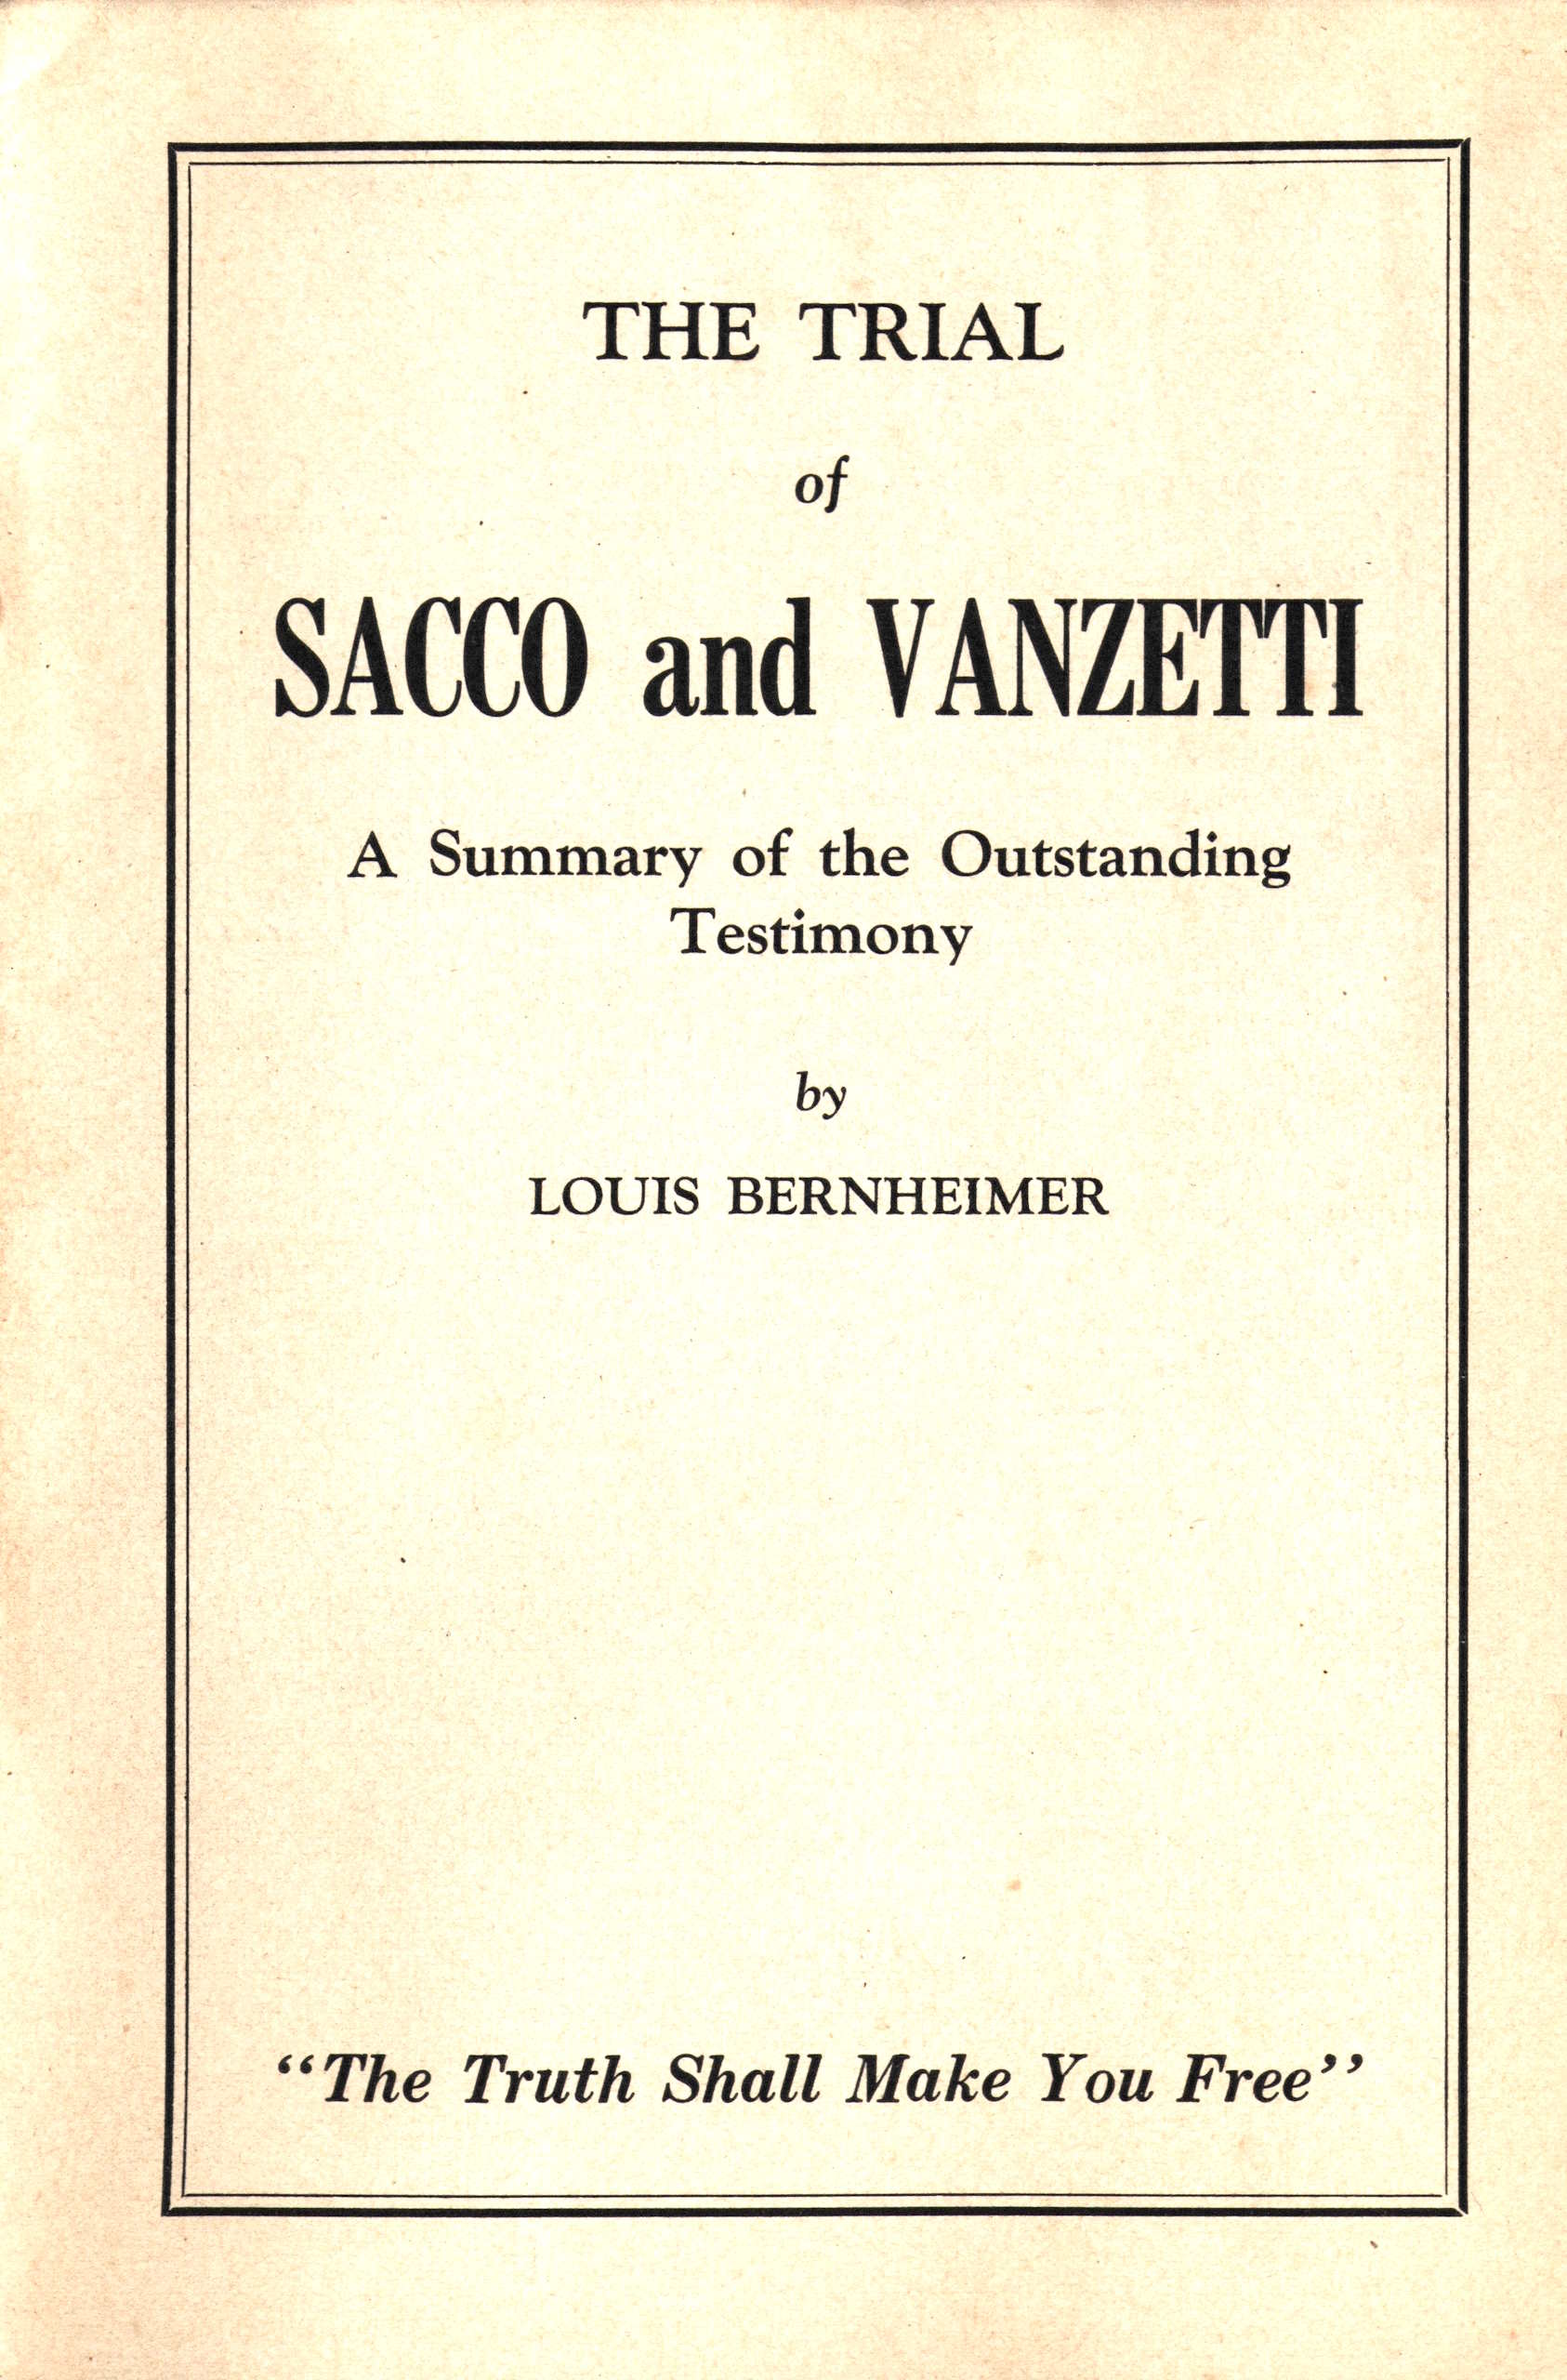 THE TRIAL
of
SACCO and VANZETTI
A Summary of the Outstanding
Testimony
by
LOUIS BERNHEIMER
“The Truth Shall Make You Free”